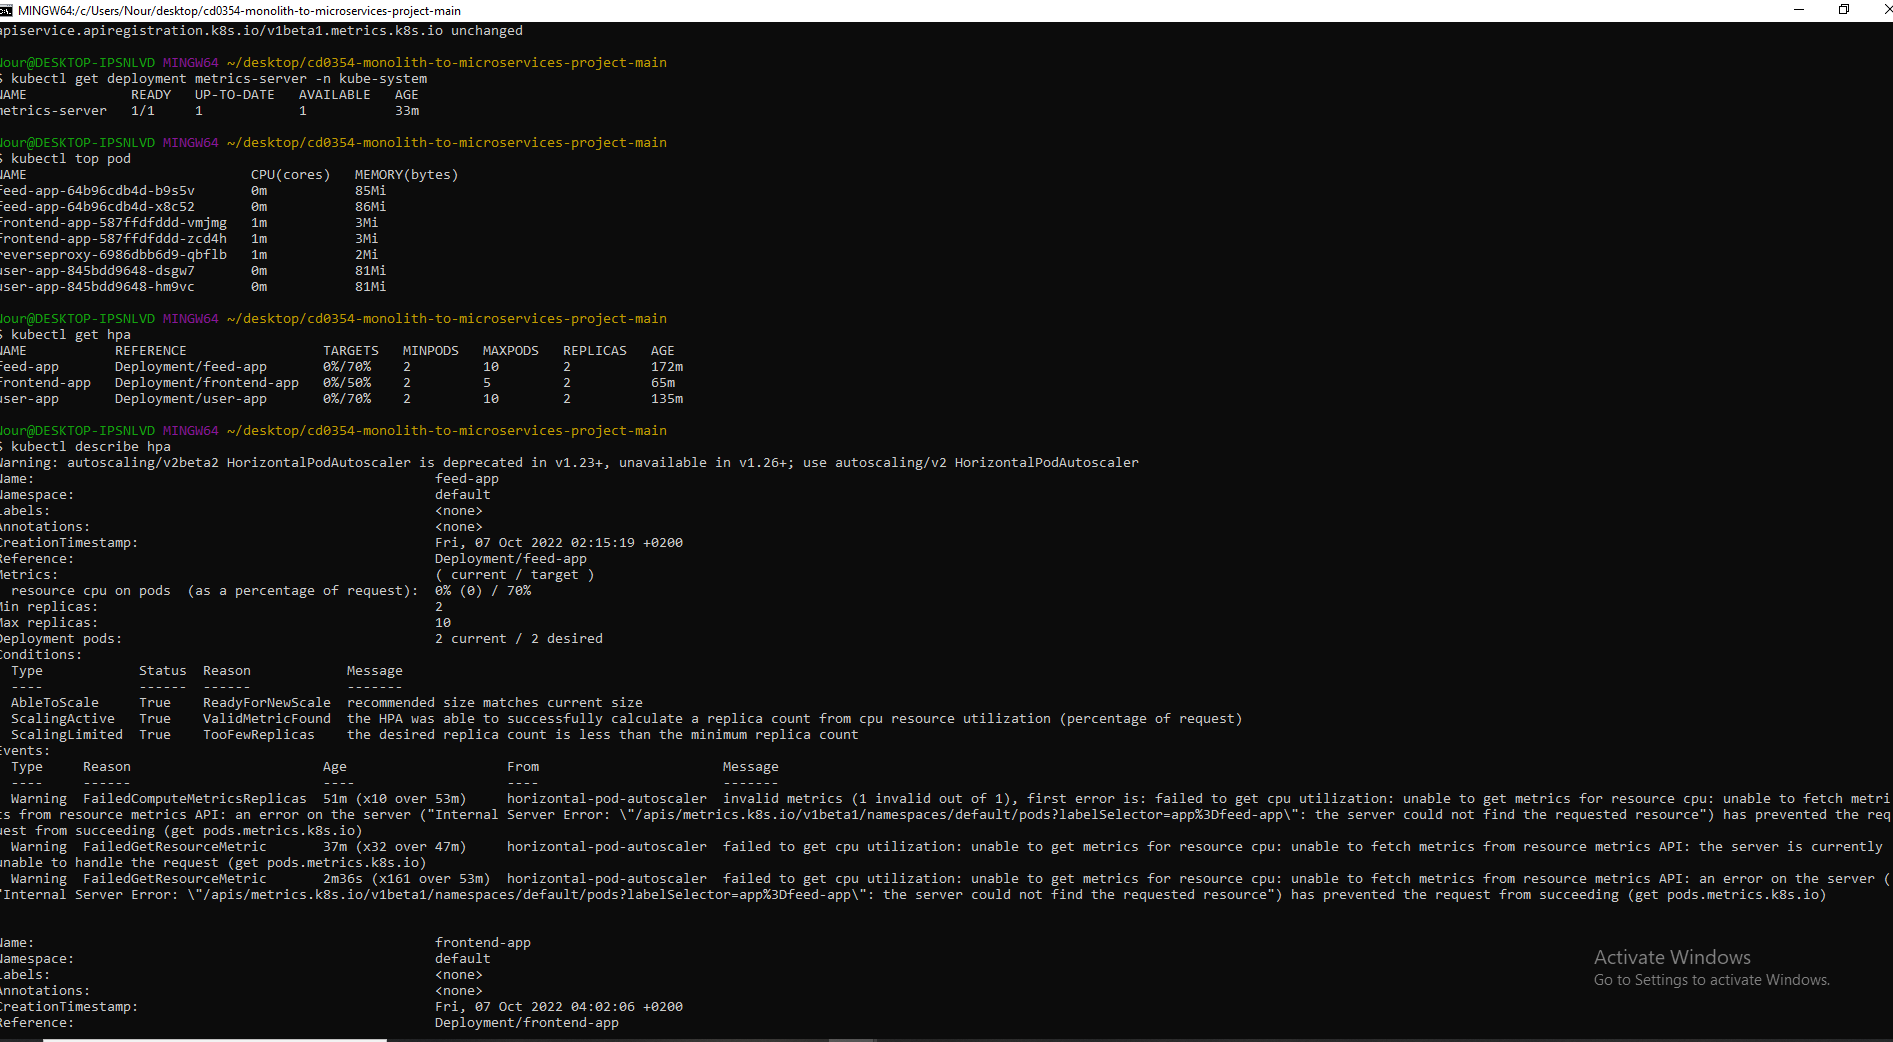 MINGW64:/c/Users/Nour/desktop/cd0354-monolith-to-microservices-project-main
apiservice.apiregistration.k8s.io/v1beta1.metrics.k8s.io unchanged
Nour@DESKTOP-IPSNLVD MINGW64 ~/desktop/cd0354-monolith-to-microservices-project-main
$ kubectl get deployment metrics-server -n kube-system
NAME READY UP-TO-DATE AVAILABLE AGE
metrics-server 1/1 1 1 33m
Nour@DESKTOP-IPSNLVD MINGW64 ~/desktop/cd0354-monolith-to-microservices-project-main
$ kubectl top pod
NAME CPU(cores) MEMORY(bytes)
feed-app-64b96cdb4d-b9s5v 0m 85Mi
feed-app-64b96cdb4d-x8c52 0m 86Mi
frontend-app-587ffdfddd-vmjmg 1m 3Mi
frontend-app-587ffdfddd-zcd4h 1m 3Mi
reverseproxy-6986dbb6d9-qbflb 1m 2Mi
user-app-845bdd9648-dsgw7 0m 81Mi
user-app-845bdd9648-hm9vc 0m 81Mi
Nour@DESKTOP-IPSNLVD MINGW64 ~/desktop/cd0354-monolith-to-microservices-project-main
$ kubectl get hpa
NAME REFERENCE TARGETS MINPODS MAXPODS REPLICAS AGE
feed-app Deployment/feed-app 0%/70% 2 10 2 172m
frontend-app Deployment/frontend-app 0%/50% 2 5 2 65m
user-app Deployment/user-app 0%/70% 2 10 2 135m
Nour@DESKTOP-IPSNLVD MINGW64 ~/desktop/cd0354-monolith-to-microservices-project-main
$ kubectl describe hpa
Warning: autoscaling/v2beta2 HorizontalPodAutoscaler is deprecated in v1.23+, unavailable in v1.26+; use autoscaling/v2 HorizontalPodAutoscaler
Name: feed-app
Namespace: default
Labels: <none>
Annotations: <none>
CreationTimestamp: Fri, 07 Oct 2022 02:15:19 +0200
Reference: Deployment/feed-app
Metrics: ( current / target )
resource cpu on pods (as a percentage of request): 0% (0) / 70%
Min replicas: 2
Max replicas: 10
Deployment pods: 2 current / 2 desired
Conditions:
Type Status Reason Message
---- ------ ------ -------
AbleToScale True ReadyForNewScale recommended size matches current size
ScalingActive True ValidMetricFound the HPA was able to successfully calculate a replica count from cpu resource utilization (percentage of request)
ScalingLimited True TooFewReplicas the desired replica count is less than the minimum replica count
Events:
Type Reason Age From Message
---- ------ ---- ---- -------
Warning FailedComputeMetricsReplicas 51m (x10 over 53m) horizontal-pod-autoscaler invalid metrics (1 invalid out of 1), first error is: failed to get cpu utilization: unable to get metrics for resource cpu: unable to fetch metri
cs from resource metrics API: an error on the server ("Internal Server Error: \"/apis/metrics.k8s.io/v1beta1/namespaces/default/pods?labelSelector=app%3Dfeed-app\": the server could not find the requested resource") has prevented the req
uest from succeeding (get pods.metrics.k8s.io)
Warning FailedGetResourceMetric 37m (x32 over 47m) horizontal-pod-autoscaler failed to get cpu utilization: unable to get metrics for resource cpu: unable to fetch metrics from resource metrics API: the server is currently
unable to handle the request (get pods.metrics.k8s.io)
Warning FailedGetResourceMetric 2m36s (x161 over 53m) horizontal-pod-autoscaler failed to get cpu utilization: unable to get metrics for resource cpu: unable to fetch metrics from resource metrics API: an error on the server (
"Internal Server Error: \"/apis/metrics.k8s.io/v1beta1/namespaces/default/pods?labelSelector=app%3Dfeed-app\": the server could not find the requested resource") has prevented the request from succeeding (get pods.metrics.k8s.io)
Name: frontend-app
Namespace: default
Labels: <none>
Annotations: <none>
CreationTimestamp: Fri, 07 Oct 2022 04:02:06 +0200
Reference: Deployment/frontend-app
Activate Windows
Go to Settings to activate Windows.